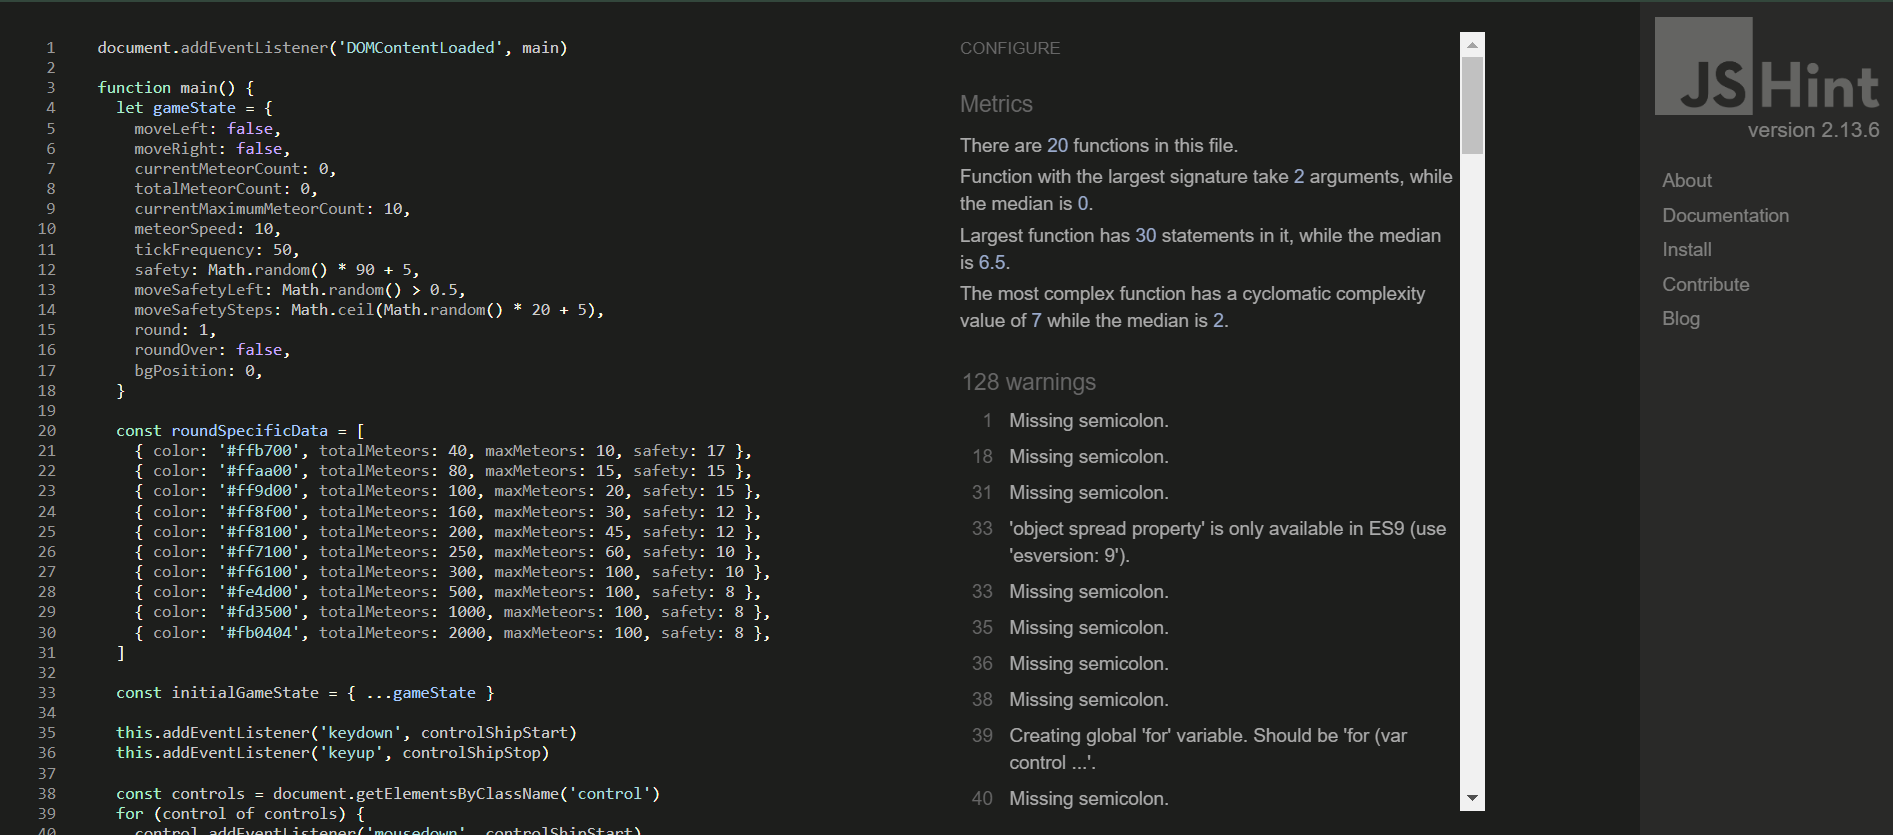 1 document.addEventListener('DOMContentLoaded', main)
2
3 function main() {
4 let gameState = {
5 moveLeft: false,
6 moveRight: false,
7 currentMeteorCount: 0,
8 totalMeteorCount: 0,
9 currentMaximumMeteorCount: 10,
10 meteorSpeed: 10,
11 tickFrequency: 50,
12 safety: Math.random() * 90 + 5,
13 moveSafetyLeft: Math.random() > 0.5,
14 moveSafetySteps: Math.ceil(Math.random() * 20 + 5),
15 round: 1,
16 roundOver: false,
17 bgPosition: 0,
18 }
19
20 const roundSpecificData = [
21 { color: '#ffb700', totalMeteors: 40, maxMeteors: 10, safety: 17 },
22 { color: '#ffaa00', totalMeteors: 80, maxMeteors: 15, safety: 15 },
23 { color: '#ff9d00', totalMeteors: 100, maxMeteors: 20, safety: 15 },
24 { color: '#ff8f00', totalMeteors: 160, maxMeteors: 30, safety: 12 },
25 { color: '#ff8100', totalMeteors: 200, maxMeteors: 45, safety: 12 },
26 { color: '#ff7100', totalMeteors: 250, maxMeteors: 60, safety: 10 },
27 { color: '#ff6100', totalMeteors: 300, maxMeteors: 100, safety: 10 },
28 { color: '#fe4d00', totalMeteors: 500, maxMeteors: 100, safety: 8 },
29 { color: '#fd3500', totalMeteors: 1000, maxMeteors: 100, safety: 8 },
30 { color: '#fb0404', totalMeteors: 2000, maxMeteors: 100, safety: 8 },
31 ]
32
33 const initialGameState = { ...gameState }
34
35 this.addEventListener('keydown', controlShipStart)
36 this.addEventListener('keyup', controlShipStop)
37
38 const controls = document.getElementsByClassName('control')
39 for (control of controls) {
40 control.addEventListener('mousedown', controlShipStart)
CONFIGURE
Metrics
There are 20 functions in this file.
Function with the largest signature take 2 arguments, while
the median is 0.
Largest function has 30 statements in it, while the median
is 6.5.
The most complex function has a cyclomatic complexity
value of 7 while the median is 2.
128 warnings
1 Missing semicolon.
18 Missing semicolon.
31 Missing semicolon.
33 'object spread property' is only available in ES9 (use
'esversion: 9').
33 Missing semicolon.
35 Missing semicolon.
36 Missing semicolon.
38 Missing semicolon.
39 Creating global 'for' variable. Should be 'for (var
control ...'.
40 Missing semicolon.
JSHint
version 2.13.6
About
Documentation
Install
Contribute
Blog